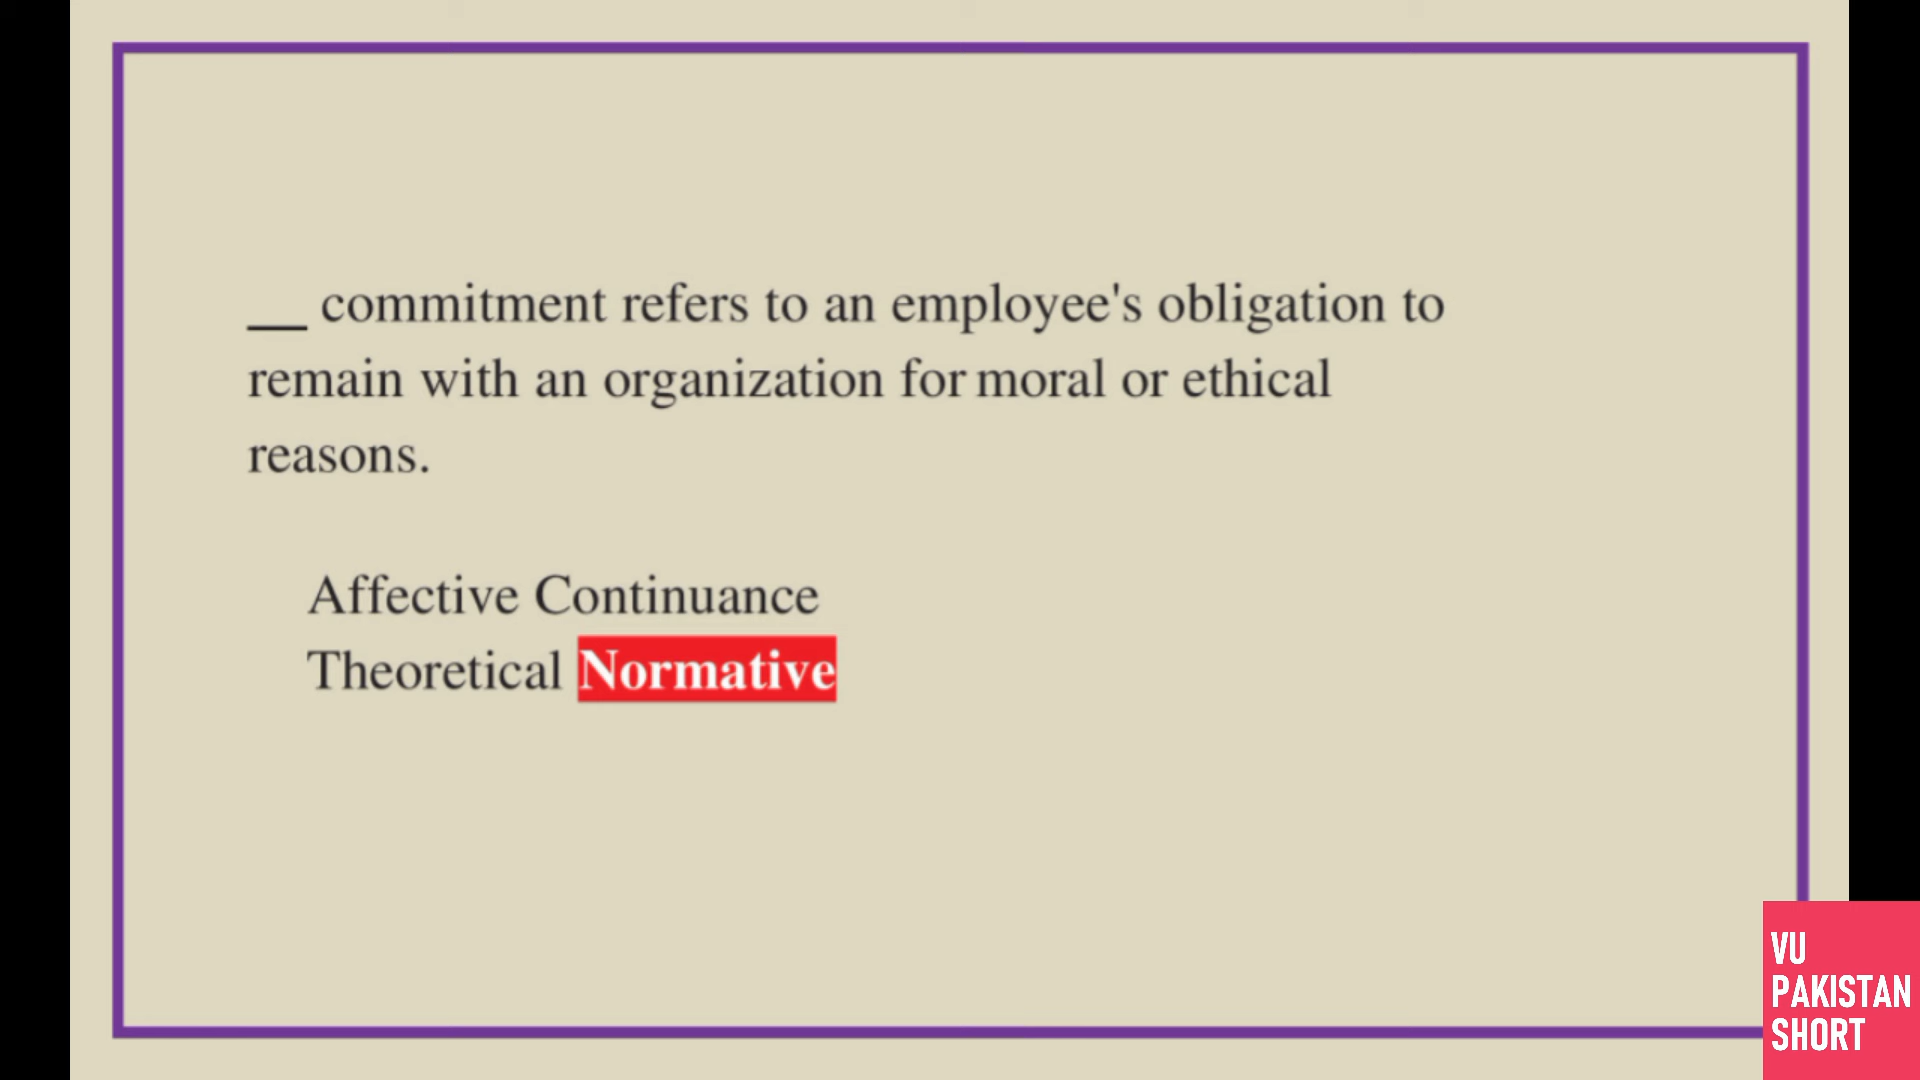 __ commitment refers to an employee's obligation to
remain with an organization for moral or ethical
reasons.
Affective Continuance
Theoretical Normative
VU
PAKISTAN
SHORT